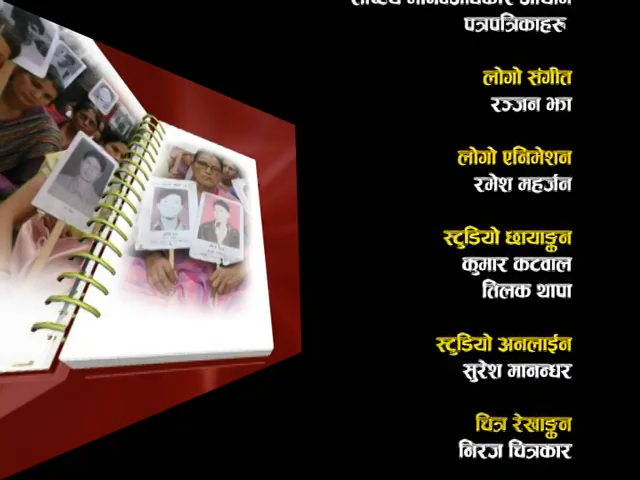 पत्रपत्रिकाहरू
लोगो संगीत
रञ्जन झा
लोगो एनिमेशन
रमेश महर्जन
स्टुडियो छायाङ्कन
कुमार कटवाल
तिलक थापा
स्टुडियो अनलाईन
सुरेश मानन्धर
चित्र रेखाङ्कन
निरज चित्रकार